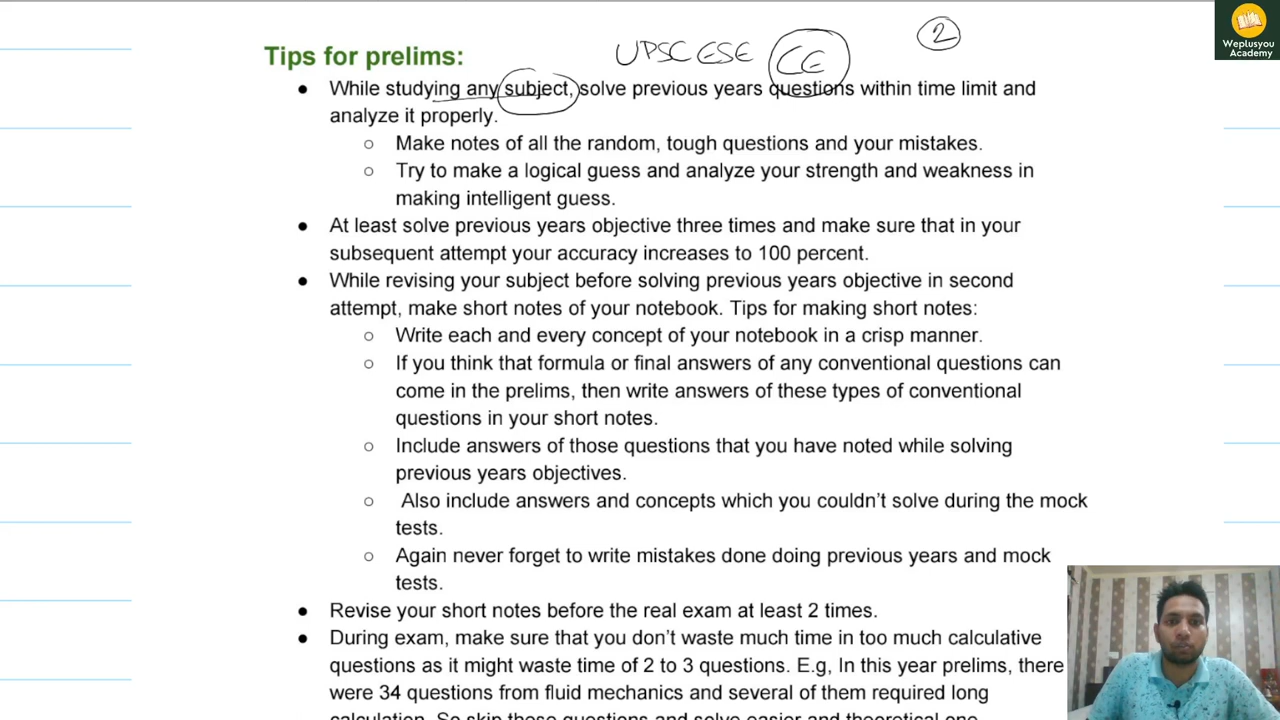 Weplusyou
Academy
UPSC ESE CE
2
Tips for prelims:
● While studying any subject, solve previous years questions within time limit and
analyze it properly.
○ Make notes of all the random, tough questions and your mistakes.
○ Try to make a logical guess and analyze your strength and weakness in
making intelligent guess.
● At least solve previous years objective three times and make sure that in your
subsequent attempt your accuracy increases to 100 percent.
● While revising your subject before solving previous years objective in second
attempt, make short notes of your notebook. Tips for making short notes:
○ Write each and every concept of your notebook in a crisp manner.
○ If you think that formula or final answers of any conventional questions can
come in the prelims, then write answers of these types of conventional
questions in your short notes.
○ Include answers of those questions that you have noted while solving
previous years objectives.
○ Also include answers and concepts which you couldn't solve during the mock
tests.
○ Again never forget to write mistakes done doing previous years and mock
tests.
● Revise your short notes before the real exam at least 2 times.
● During exam, make sure that you don't waste much time in too much calculative
questions as it might waste time of 2 to 3 questions. E.g, In this year prelims, there
were 34 questions from fluid mechanics and several of them required long
calculation. So skip those questions and solve easier and theoretical one